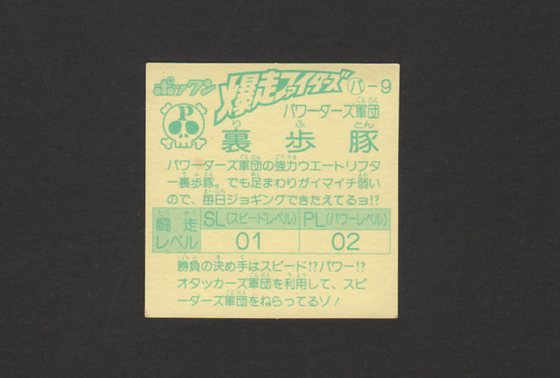 ポックン 爆走ファイターズ パ-9
P
パワーダーズ軍団
裏歩豚
パワーダーズ軍団の強力ウエートリフタ
ー裏歩豚。でも足まわりがイマイチ弱い
ので、毎日ジョギングできたえてるョ!?
闘走レベル SL(スピードレベル) PL(パワーレベル)
01 02
勝負の決め手はスピード!?パワー!?
オタッカーズ軍団を利用して、スピ
ーダーズ軍団をねらってるゾ！